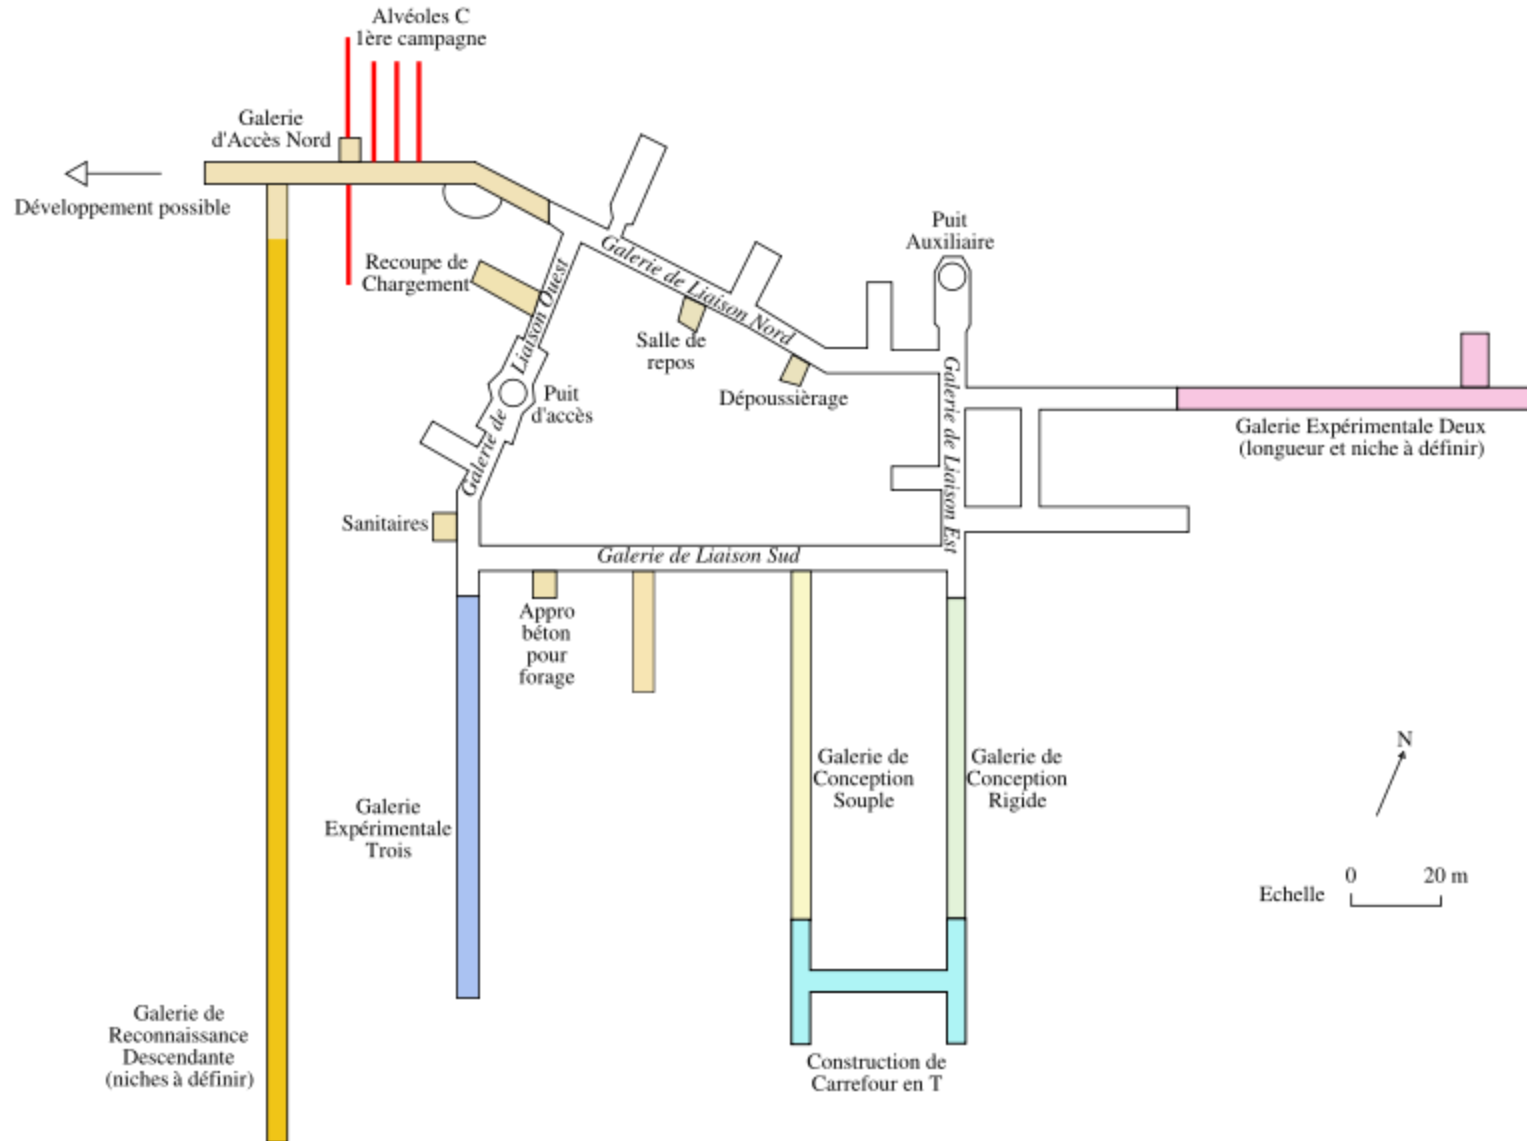 Alvéoles C
1ère campagne
Galerie
d'Accès Nord
Développement possible
Recoupe de
Chargement
Galerie de Liaison Nord
Puit
Auxiliaire
Galerie de Liaison Ouest
Salle de
repos
Dépoussièrage
Puit
d'accès
Galerie de Liaison Est
Galerie Expérimentale Deux
(longueur et niche à définir)
Sanitaires
Galerie de Liaison Sud
Appro
béton
pour
forage
Galerie de
Conception
Souple
Galerie de
Conception
Rigide
N
Galerie
Expérimentale
Trois
0 20 m
Echelle
Galerie de
Reconnaissance
Descendante
(niches à définir)
Construction de
Carrefour en T